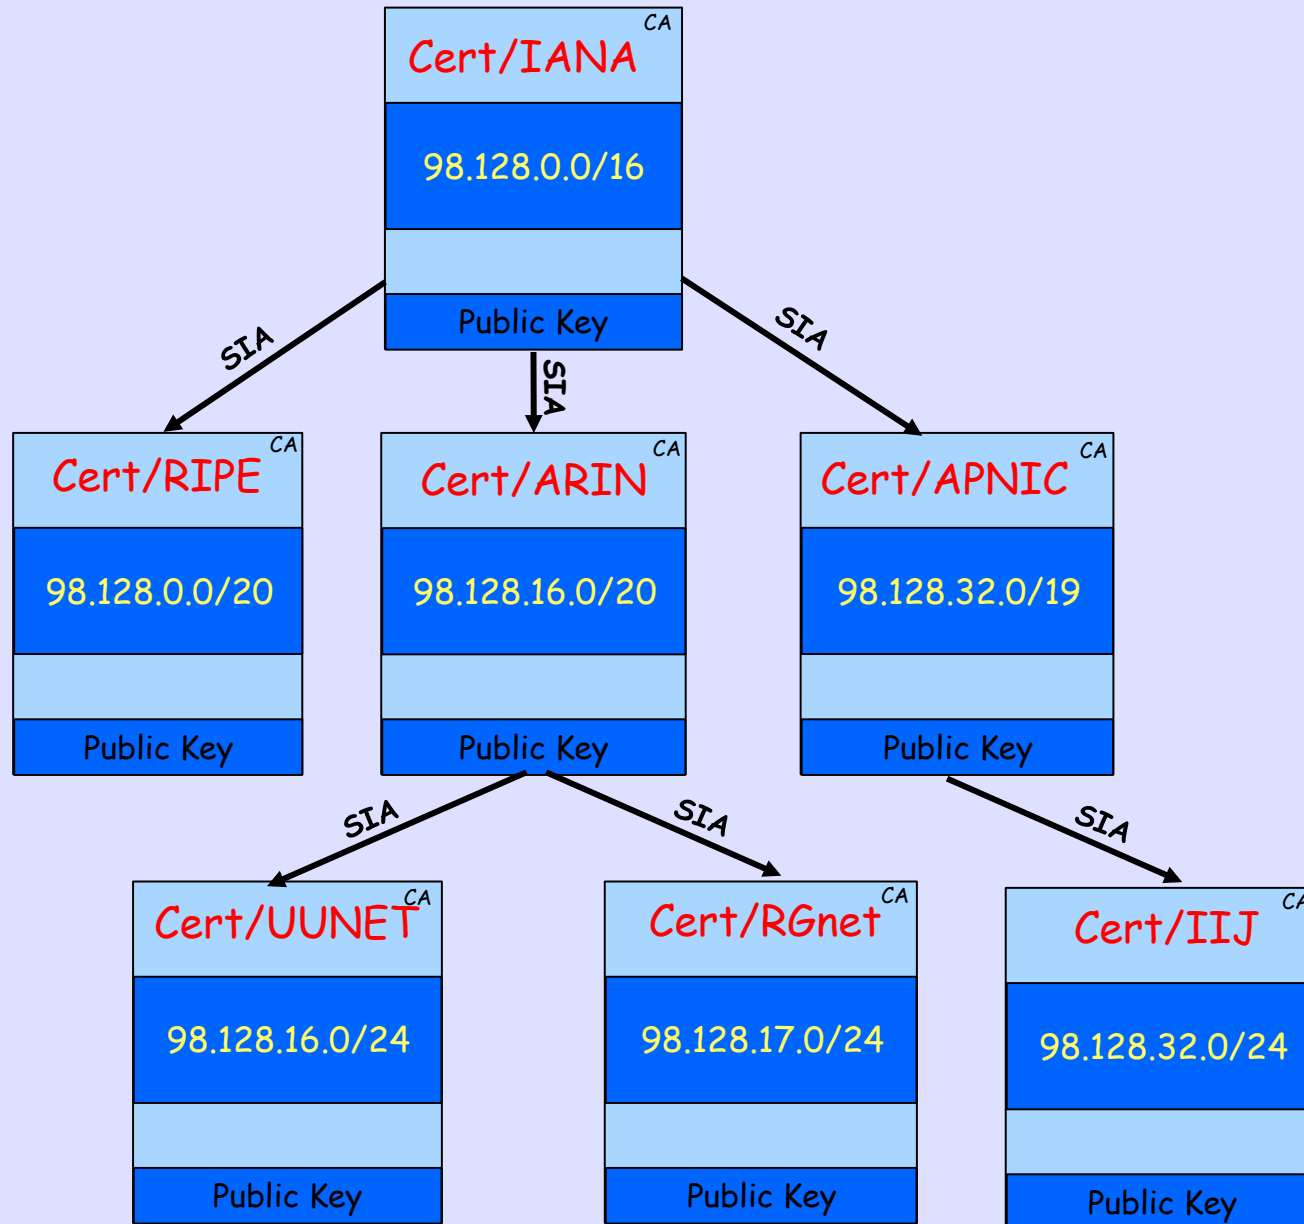 CA
Cert/IANA
98.128.0.0/16
Public Key
SIA
SIA
SIA
CA
Cert/RIPE
98.128.0.0/20
Public Key
CA
Cert/ARIN
98.128.16.0/20
Public Key
CA
Cert/APNIC
98.128.32.0/19
Public Key
SIA
SIA
SIA
CA
Cert/UUNET
98.128.16.0/24
Public Key
CA
Cert/RGnet
98.128.17.0/24
Public Key
CA
Cert/IIJ
98.128.32.0/24
Public Key